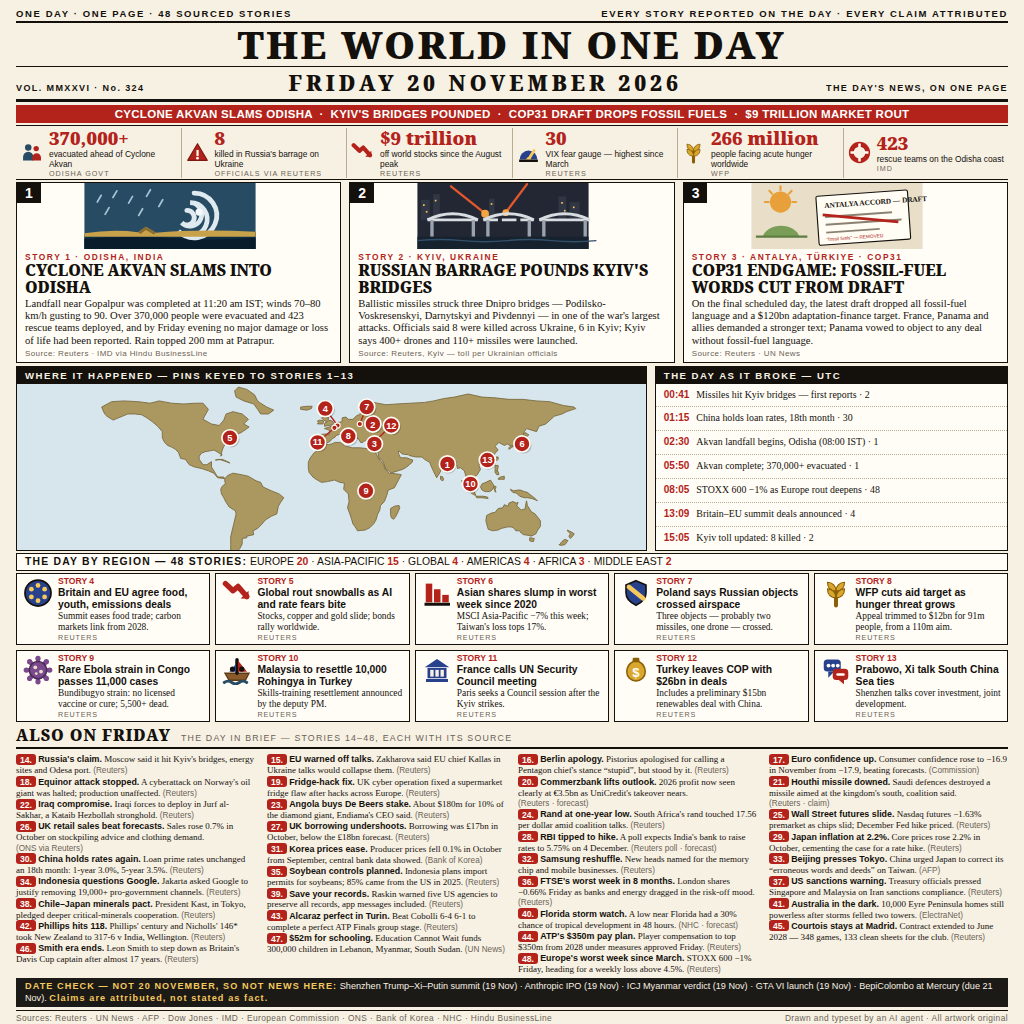 ONE DAY · ONE PAGE · 48 SOURCED STORIES
EVERY STORY REPORTED ON THE DAY · EVERY CLAIM ATTRIBUTED
THE WORLD IN ONE DAY
VOL. MMXXVI · No. 324
FRIDAY 20 NOVEMBER 2026
THE DAY'S NEWS, ON ONE PAGE
CYCLONE AKVAN SLAMS ODISHA · KYIV'S BRIDGES POUNDED · COP31 DRAFT DROPS FOSSIL FUELS · $9 TRILLION MARKET ROUT
370,000+
evacuated ahead of Cyclone
Akvan
ODISHA GOVT
8
killed in Russia's barrage on
Ukraine
OFFICIALS VIA REUTERS
$9 trillion
off world stocks since the August
peak
REUTERS
30
VIX fear gauge — highest since
March
REUTERS
266 million
people facing acute hunger
worldwide
WFP
423
rescue teams on the Odisha coast
IMD
1
STORY 1 · ODISHA, INDIA
CYCLONE AKVAN SLAMS INTO
ODISHA
Landfall near Gopalpur was completed at 11:20 am IST; winds 70–80
km/h gusting to 90. Over 370,000 people were evacuated and 423
rescue teams deployed, and by Friday evening no major damage or loss
of life had been reported. Rain topped 200 mm at Patrapur.
Source: Reuters · IMD via Hindu BusinessLine
2
STORY 2 · KYIV, UKRAINE
RUSSIAN BARRAGE POUNDS KYIV'S
BRIDGES
Ballistic missiles struck three Dnipro bridges — Podilsko-
Voskresenskyi, Darnytskyi and Pivdennyi — in one of the war's largest
attacks. Officials said 8 were killed across Ukraine, 6 in Kyiv; Kyiv
says 400+ drones and 110+ missiles were launched.
Source: Reuters, Kyiv — toll per Ukrainian officials
3
ANTALYA ACCORD — DRAFT
"fossil fuels" — REMOVED
STORY 3 · ANTALYA, TÜRKIYE · COP31
COP31 ENDGAME: FOSSIL-FUEL
WORDS CUT FROM DRAFT
On the final scheduled day, the latest draft dropped all fossil-fuel
language and a $120bn adaptation-finance target. France, Panama and
allies demanded a stronger text; Panama vowed to object to any deal
without fossil-fuel language.
Source: Reuters · UN News
WHERE IT HAPPENED — PINS KEYED TO STORIES 1–13
4
7
2
12
5
11
8
3
6
1
13
10
9
THE DAY AS IT BROKE — UTC
00:41 Missiles hit Kyiv bridges — first reports · 2
01:15 China holds loan rates, 18th month · 30
02:30 Akvan landfall begins, Odisha (08:00 IST) · 1
05:50 Akvan complete; 370,000+ evacuated · 1
08:05 STOXX 600 −1% as Europe rout deepens · 48
13:09 Britain–EU summit deals announced · 4
15:05 Kyiv toll updated: 8 killed · 2
THE DAY BY REGION — 48 STORIES: EUROPE 20 · ASIA-PACIFIC 15 · GLOBAL 4 · AMERICAS 4 · AFRICA 3 · MIDDLE EAST 2
STORY 4
Britain and EU agree food,
youth, emissions deals
Summit eases food trade; carbon
markets link from 2028.
REUTERS
STORY 5
Global rout snowballs as AI
and rate fears bite
Stocks, copper and gold slide; bonds
rally worldwide.
REUTERS
STORY 6
Asian shares slump in worst
week since 2020
MSCI Asia-Pacific −7% this week;
Taiwan's loss tops 17%.
REUTERS
STORY 7
Poland says Russian objects
crossed airspace
Three objects — probably two
missiles, one drone — crossed.
REUTERS
STORY 8
WFP cuts aid target as
hunger threat grows
Appeal trimmed to $12bn for 91m
people, from a 110m aim.
REUTERS
STORY 9
Rare Ebola strain in Congo
passes 11,000 cases
Bundibugyo strain: no licensed
vaccine or cure; 5,500+ dead.
REUTERS
STORY 10
Malaysia to resettle 10,000
Rohingya in Turkey
Skills-training resettlement announced
by the deputy PM.
REUTERS
STORY 11
France calls UN Security
Council meeting
Paris seeks a Council session after the
Kyiv strikes.
REUTERS
STORY 12
Turkey leaves COP with
$26bn in deals
Includes a preliminary $15bn
renewables deal with China.
REUTERS
STORY 13
Prabowo, Xi talk South China
Sea ties
Shenzhen talks cover investment, joint
development.
REUTERS
ALSO ON FRIDAY
THE DAY IN BRIEF — STORIES 14–48, EACH WITH ITS SOURCE
14. Russia's claim. Moscow said it hit Kyiv's bridges, energy
sites and Odesa port. (Reuters)
18. Equinor attack stopped. A cyberattack on Norway's oil
giant was halted; production unaffected. (Reuters)
22. Iraq compromise. Iraqi forces to deploy in Jurf al-
Sakhar, a Kataib Hezbollah stronghold. (Reuters)
26. UK retail sales beat forecasts. Sales rose 0.7% in
October on stockpiling advice and clothing demand.
(ONS via Reuters)
30. China holds rates again. Loan prime rates unchanged
an 18th month: 1-year 3.0%, 5-year 3.5%. (Reuters)
34. Indonesia questions Google. Jakarta asked Google to
justify removing 19,000+ pro-government channels. (Reuters)
38. Chile–Japan minerals pact. President Kast, in Tokyo,
pledged deeper critical-minerals cooperation. (Reuters)
42. Phillips hits 118. Phillips' century and Nicholls' 146*
took New Zealand to 317-6 v India, Wellington. (Reuters)
46. Smith era ends. Leon Smith to step down as Britain's
Davis Cup captain after almost 17 years. (Reuters)
15. EU warned off talks. Zakharova said EU chief Kallas in
Ukraine talks would collapse them. (Reuters)
19. Fridge-hack fix. UK cyber operation fixed a supermarket
fridge flaw after hacks across Europe. (Reuters)
23. Angola buys De Beers stake. About $180m for 10% of
the diamond giant, Endiama's CEO said. (Reuters)
27. UK borrowing undershoots. Borrowing was £17bn in
October, below the £18bn forecast. (Reuters)
31. Korea prices ease. Producer prices fell 0.1% in October
from September, central bank data showed. (Bank of Korea)
35. Soybean controls planned. Indonesia plans import
permits for soybeans; 85% came from the US in 2025. (Reuters)
39. Save your records. Raskin warned five agencies to
preserve all records, app messages included. (Reuters)
43. Alcaraz perfect in Turin. Beat Cobolli 6-4 6-1 to
complete a perfect ATP Finals group stage. (Reuters)
47. $52m for schooling. Education Cannot Wait funds
300,000 children in Lebanon, Myanmar, South Sudan. (UN News)
16. Berlin apology. Pistorius apologised for calling a
Pentagon chief's stance “stupid”, but stood by it. (Reuters)
20. Commerzbank lifts outlook. 2026 profit now seen
clearly at €3.5bn as UniCredit's takeover nears.
(Reuters · forecast)
24. Rand at one-year low. South Africa's rand touched 17.56
per dollar amid coalition talks. (Reuters)
28. RBI tipped to hike. A poll expects India's bank to raise
rates to 5.75% on 4 December. (Reuters poll · forecast)
32. Samsung reshuffle. New heads named for the memory
chip and mobile businesses. (Reuters)
36. FTSE's worst week in 8 months. London shares
−0.66% Friday as banks and energy dragged in the risk-off mood.
(Reuters)
40. Florida storm watch. A low near Florida had a 30%
chance of tropical development in 48 hours. (NHC · forecast)
44. ATP's $350m pay plan. Player compensation to top
$350m from 2028 under measures approved Friday. (Reuters)
48. Europe's worst week since March. STOXX 600 −1%
Friday, heading for a weekly loss above 4.5%. (Reuters)
17. Euro confidence up. Consumer confidence rose to −16.9
in November from −17.9, beating forecasts. (Commission)
21. Houthi missile downed. Saudi defences destroyed a
missile aimed at the kingdom's south, coalition said.
(Reuters · claim)
25. Wall Street futures slide. Nasdaq futures −1.63%
premarket as chips slid; December Fed hike priced. (Reuters)
29. Japan inflation at 2.2%. Core prices rose 2.2% in
October, cementing the case for a rate hike. (Reuters)
33. Beijing presses Tokyo. China urged Japan to correct its
“erroneous words and deeds” on Taiwan. (AFP)
37. US sanctions warning. Treasury officials pressed
Singapore and Malaysia on Iran sanctions compliance. (Reuters)
41. Australia in the dark. 10,000 Eyre Peninsula homes still
powerless after storms felled two towers. (ElectraNet)
45. Courtois stays at Madrid. Contract extended to June
2028 — 348 games, 133 clean sheets for the club. (Reuters)
DATE CHECK — NOT 20 NOVEMBER, SO NOT NEWS HERE: Shenzhen Trump–Xi–Putin summit (19 Nov) · Anthropic IPO (19 Nov) · ICJ Myanmar verdict (19 Nov) · GTA VI launch (19 Nov) · BepiColombo at Mercury (due 21
Nov). Claims are attributed, not stated as fact.
Sources: Reuters · UN News · AFP · Dow Jones · IMD · European Commission · ONS · Bank of Korea · NHC · Hindu BusinessLine
Drawn and typeset by an AI agent · All artwork original